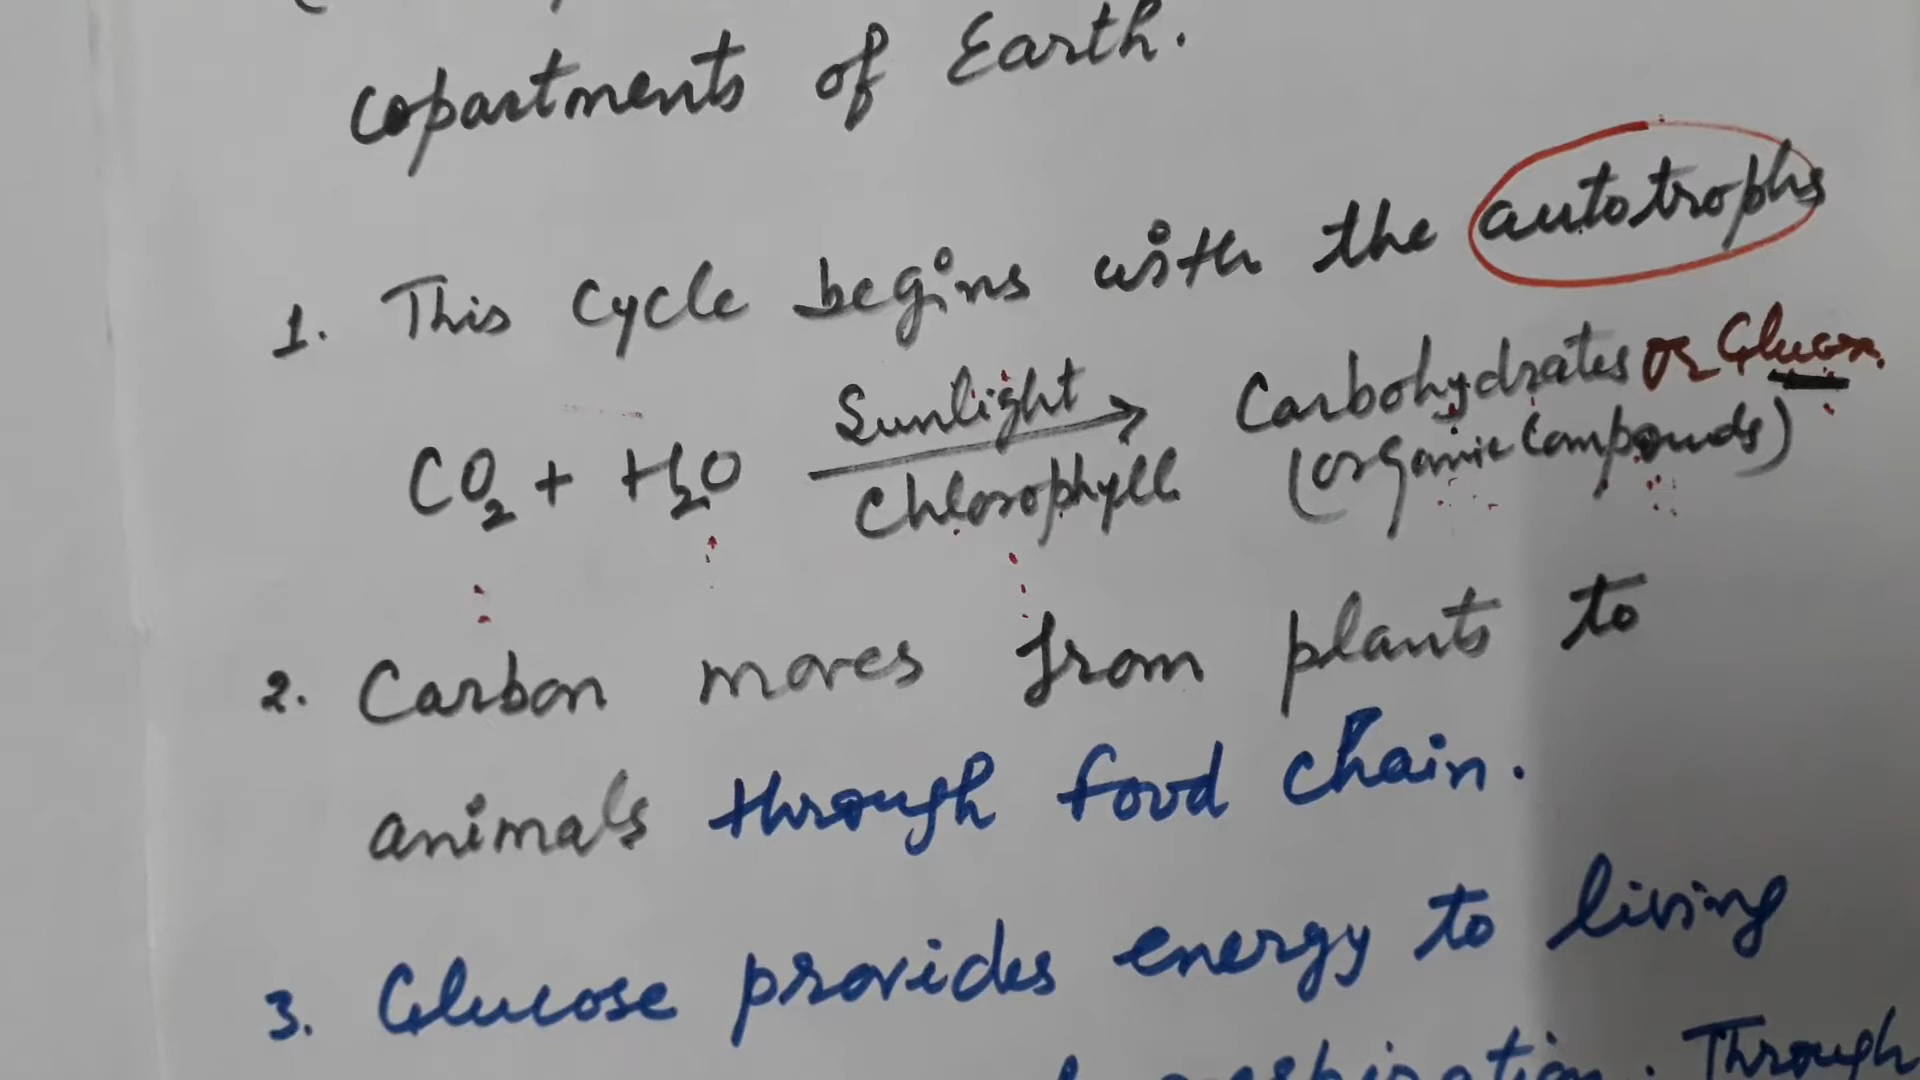 copartments of Earth.
1. This cycle begins with the autotrophs
CO2 + H2O Sunlight Chlorophyll Carbohydrates or
(organic compounds)
2. Carbon moves from plants to
animals through food chain.
3. Glucose provides energy to living
respiration. Through